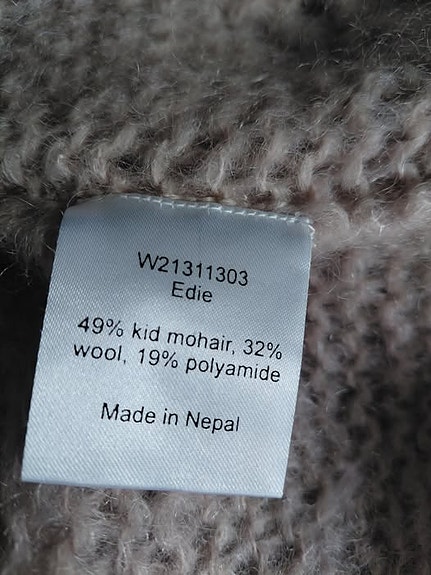 W21311303
Edie
49% kid mohair, 32%
wool, 19% polyamide
Made in Nepal